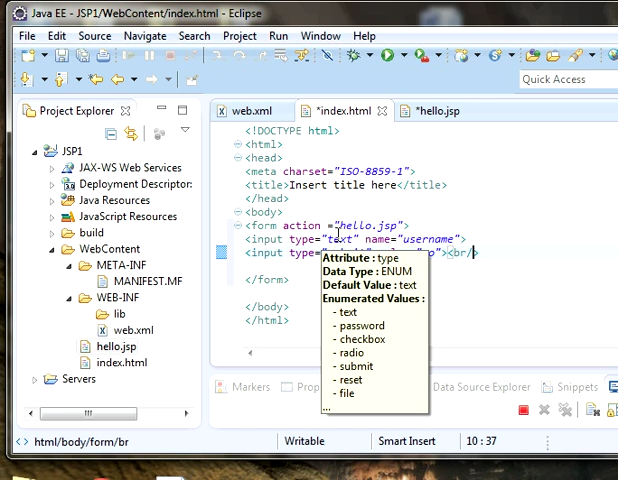 Java EE - JSP1/WebContent/index.html - Eclipse
File Edit Source Navigate Search Project Run Window Help
Quick Access
Project Explorer
web.xml *index.html *hello.jsp
JSP1
JAX-WS Web Services
Deployment Descriptor:
Java Resources
JavaScript Resources
build
WebContent
META-INF
MANIFEST.MF
WEB-INF
lib
web.xml
hello.jsp
index.html
Servers
<!DOCTYPE html>
<html>
<head>
<meta charset="ISO-8859-1">
<title>Insert title here</title>
</head>
<body>
<form action ="hello.jsp">
<input type="text" name="username">
<input type= "><br/>
</form>
</body>
</html>
Attribute : type
Data Type : ENUM
Default Value : text
Enumerated Values :
- text
- password
- checkbox
- radio
- submit
- reset
- file
...
Markers Prop Data Source Explorer Snippets
html/body/form/br Writable Smart Insert 10 : 37